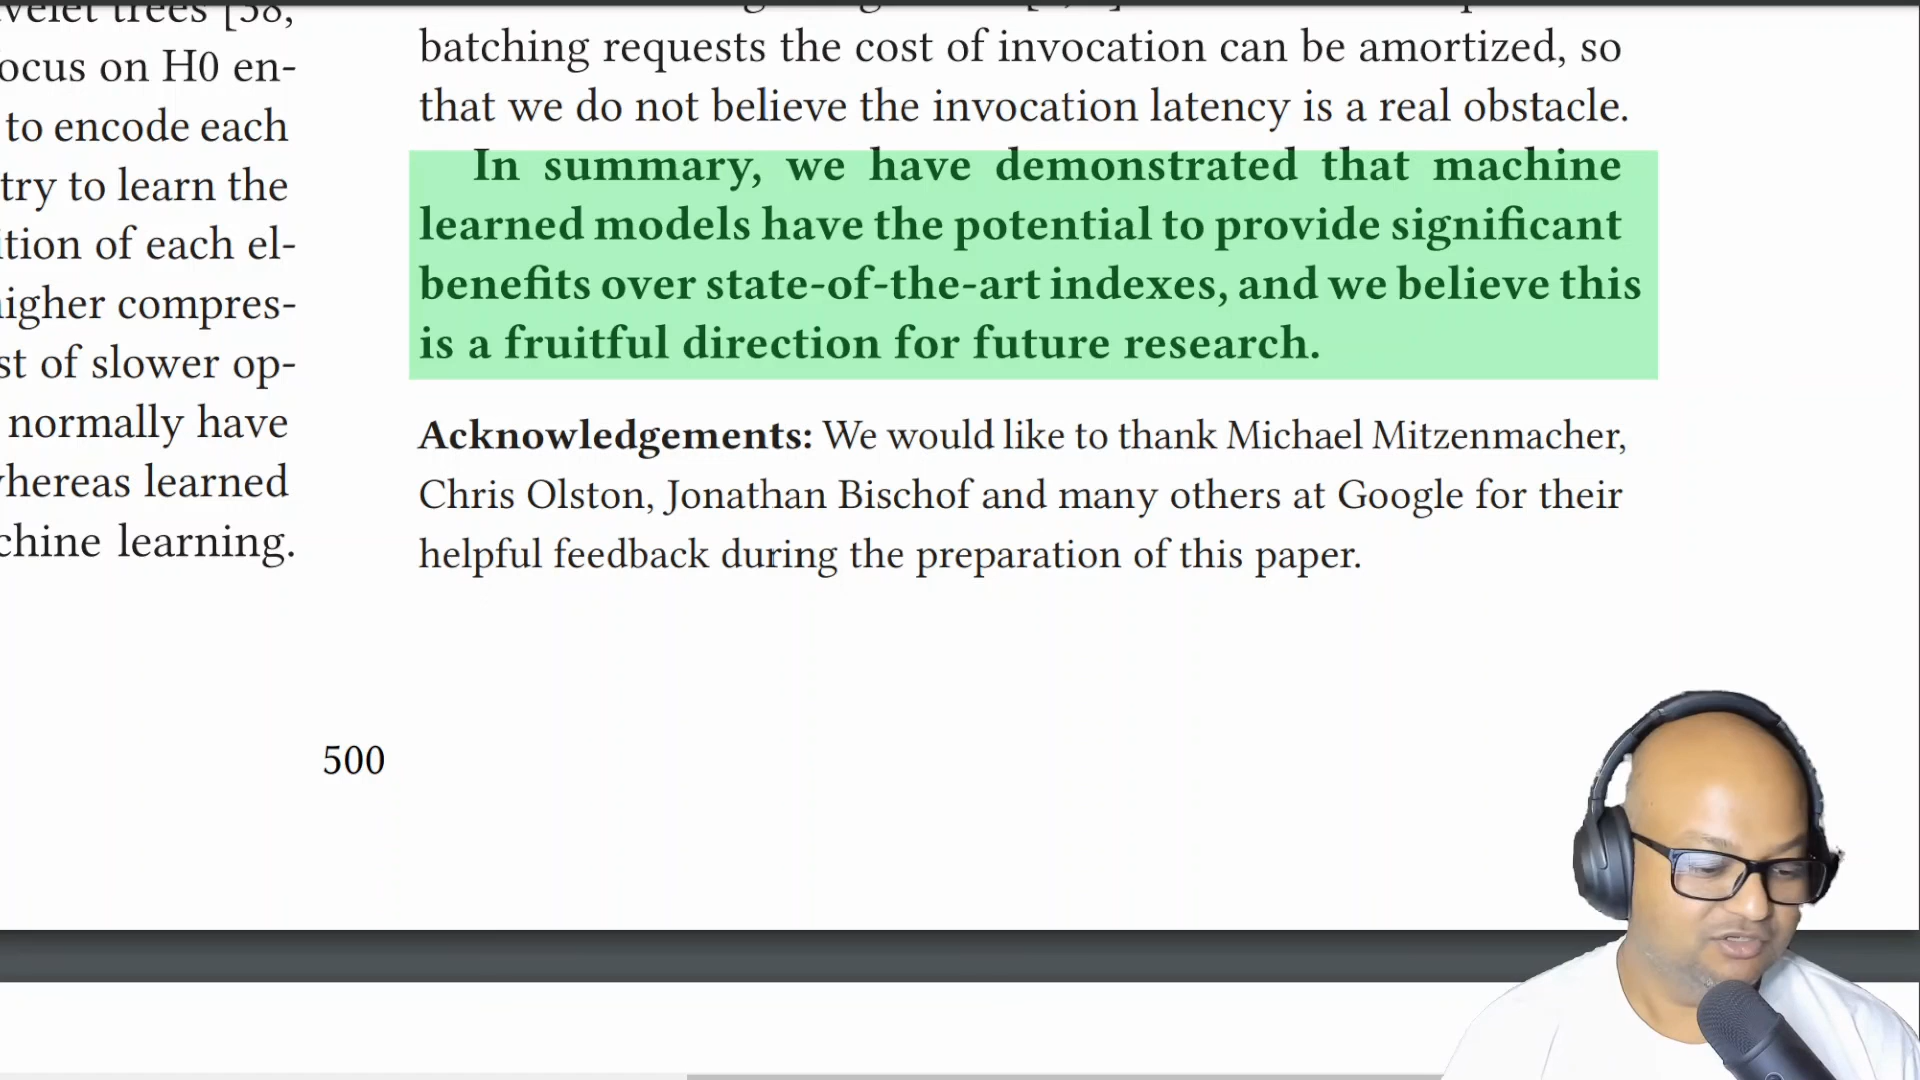 velet trees [38,
ocus on H0 en-
to encode each
try to learn the
ition of each el-
igher compres-
st of slower op-
normally have
hereas learned
chine learning.
batching requests the cost of invocation can be amortized, so
that we do not believe the invocation latency is a real obstacle.
In summary, we have demonstrated that machine
learned models have the potential to provide significant
benefits over state-of-the-art indexes, and we believe this
is a fruitful direction for future research.
Acknowledgements: We would like to thank Michael Mitzenmacher,
Chris Olston, Jonathan Bischof and many others at Google for their
helpful feedback during the preparation of this paper.
500